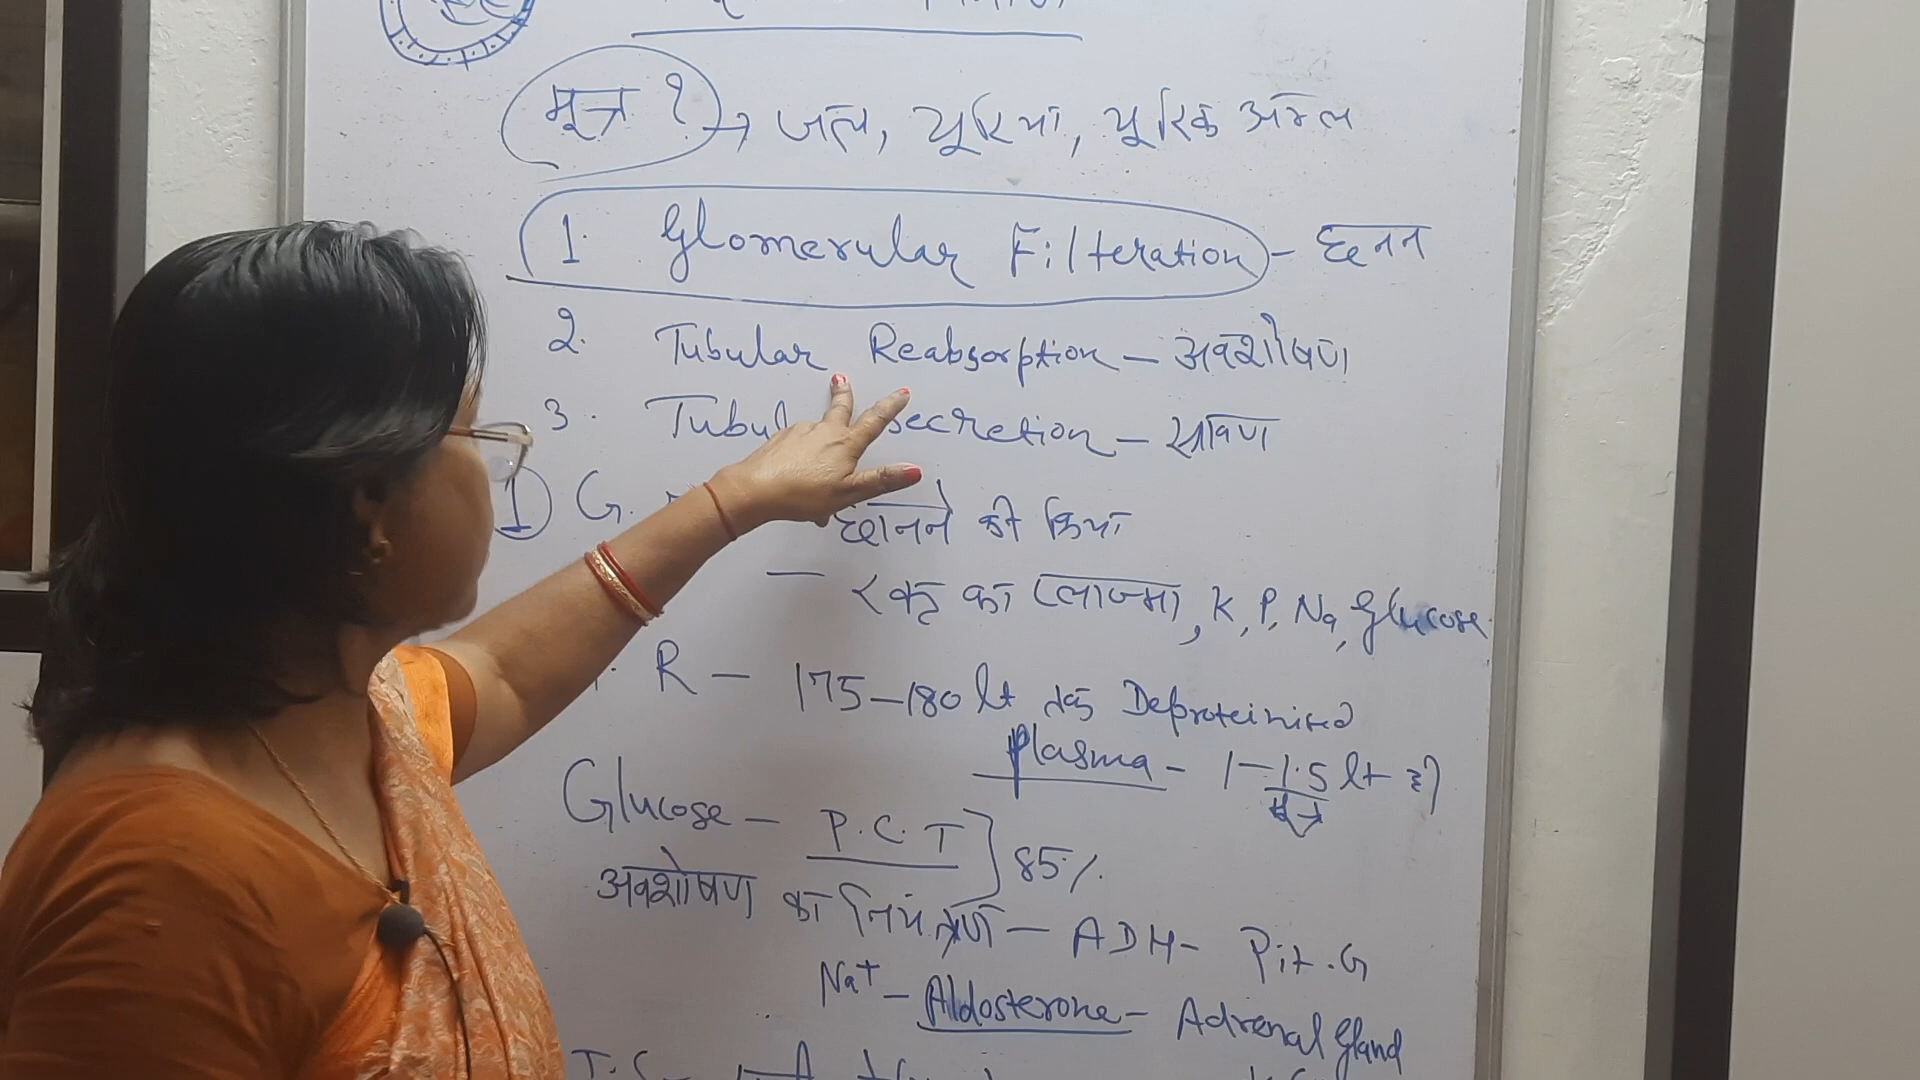 मूत्र ? → जल, यूरिया, यूरिक अम्ल
1. Glomerular Filteration - छनन
2. Tubular Reabsorption - अवशोषण
3. Secretion - स्रावण
1 G. छानने की क्रिया
- रक्त का प्लाज्मा, K, P, Na, Glucose
R - 175-180 lt तक Deproteinised
Plasma - 1-1.5 lt
मूत्र
Glucose - P.C.T ] 85%
अवशोषण का नियंत्रण - ADH - Pit. G
Na+ - Aldosterone - Adrenal Gland